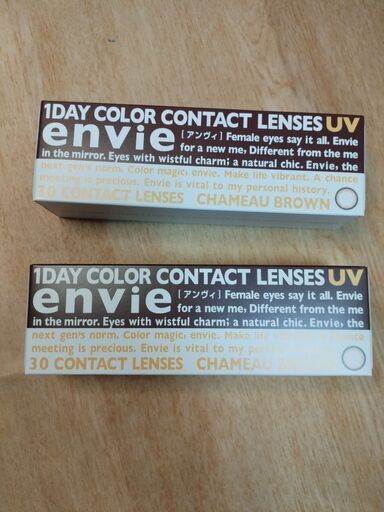 1DAY COLOR CONTACT LENSES UV
envie [アンヴィ] Female eyes say it all. Envie
for a new me, Different from the me
in the mirror. Eyes with wistful charm; a natural chic. Envie, the
next gen's norm. Color magic, envie. Make life vibrant. A chance
meeting is precious. Envie is vital to my personal history.
30 CONTACT LENSES CHAMEAU BROWN
1DAY COLOR CONTACT LENSES UV
envie [アンヴィ] Female eyes say it all. Envie
for a new me, Different from the me
in the mirror. Eyes with wistful charm; a natural chic. Envie, the
next gen's norm. Color magic, envie. Make life vibrant. A chance
meeting is precious. Envie is vital to my personal history.
30 CONTACT LENSES CHAMEAU BROWN